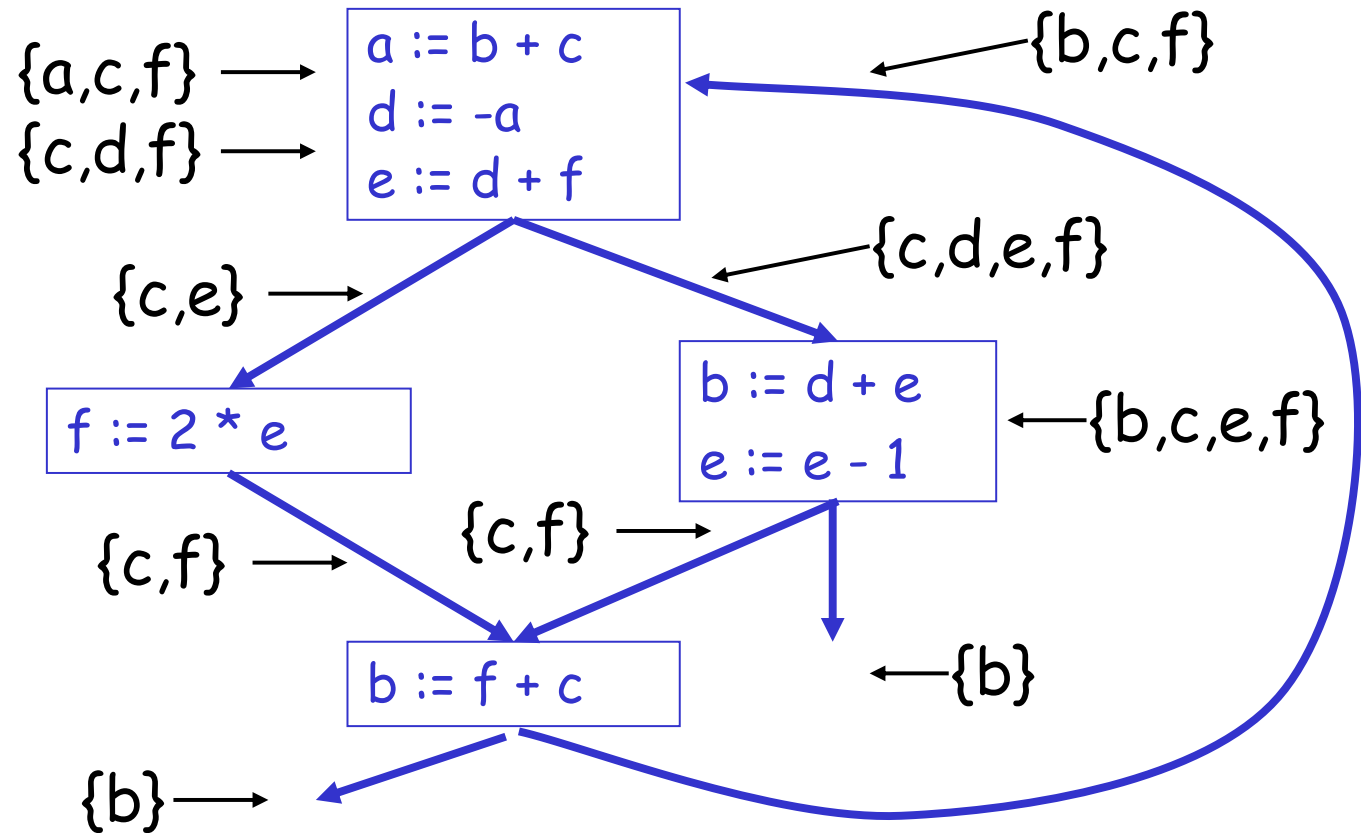 {a,c,f}
{c,d,f}
a := b + c
d := -a
e := d + f
{b,c,f}
{c,d,e,f}
{c,e}
f := 2 * e
b := d + e
e := e - 1
{b,c,e,f}
{c,f}
{c,f}
b := f + c
{b}
{b}